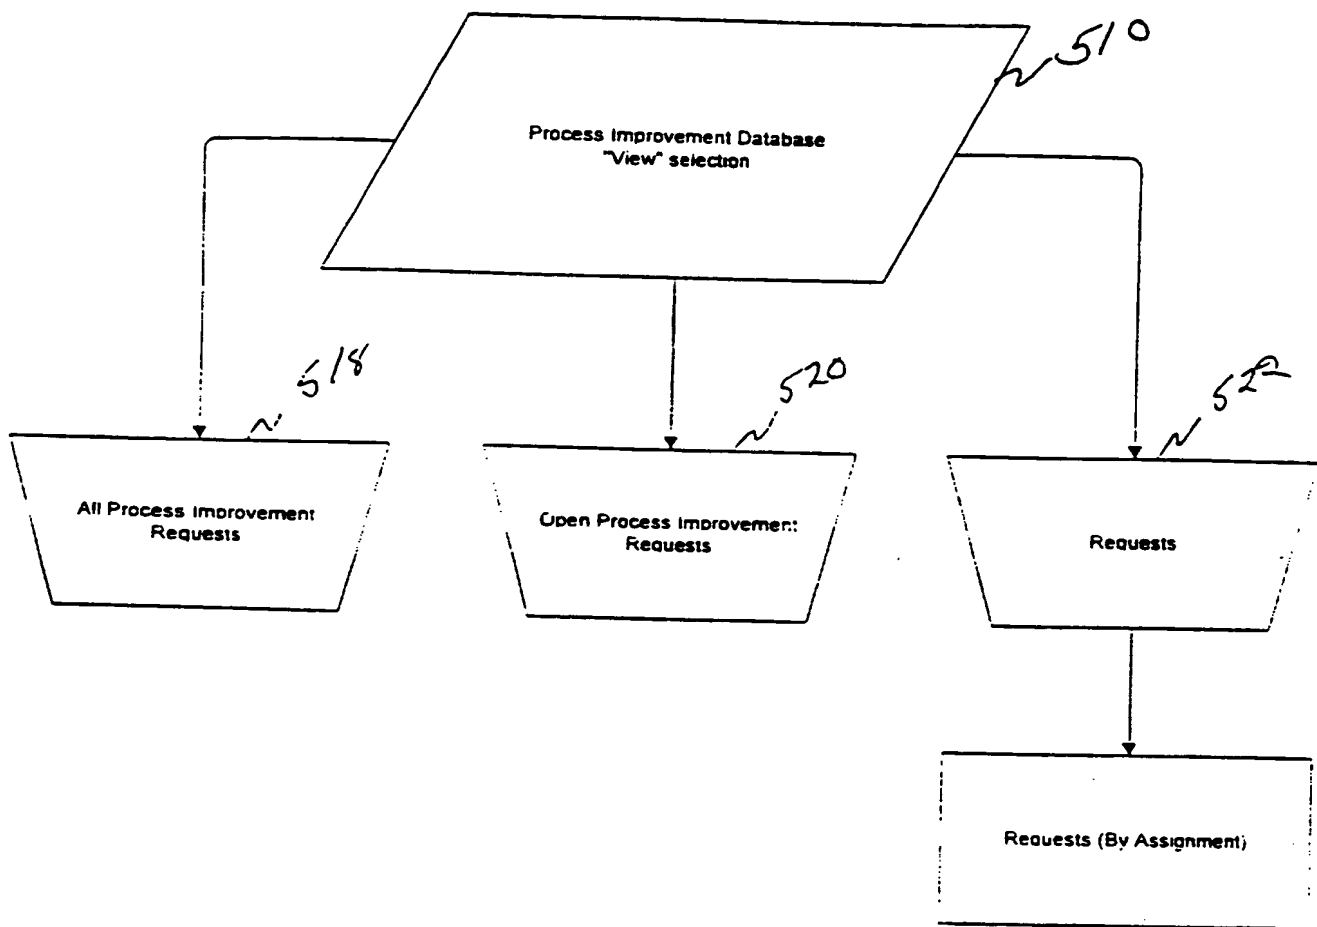 510
Process Improvement Database
"View" selection
518
520
522
All Process Improvement
Requests
Open Process Improvement
Requests
Requests
Requests (By Assignment)